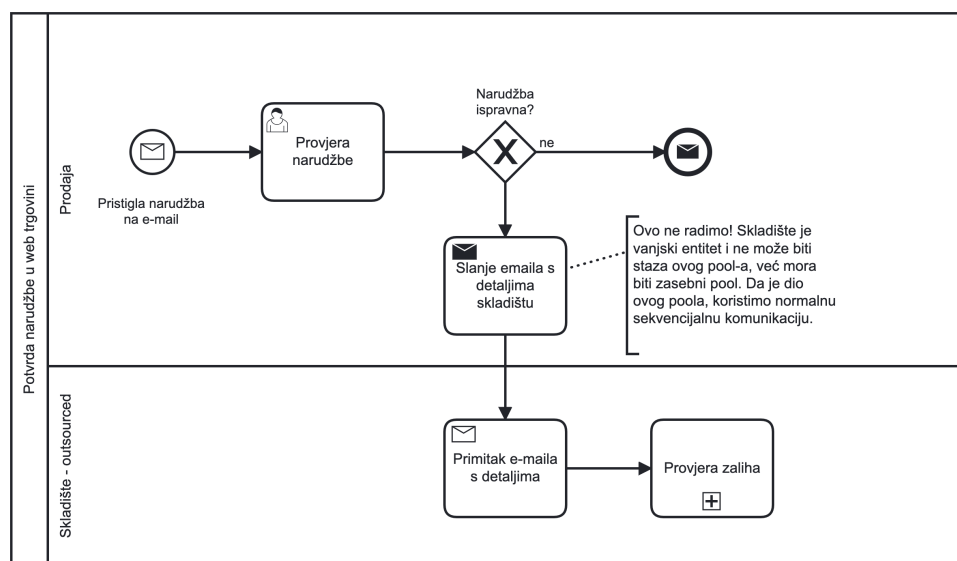 Potvrda narudžbe u web trgovini
Prodaja
Pristigla narudžba
na e-mail
Provjera
narudžbe
Narudžba
ispravna?
ne
Slanje emaila s
detaljima
skladištu
Ovo ne radimo! Skladište je
vanjski entitet i ne može biti
staza ovog pool-a, već mora
biti zasebni pool. Da je dio
ovog poola, koristimo normalnu
sekvencijalnu komunikaciju.
Skladište - outsourced
Primitak e-maila
s detaljima
Provjera zaliha